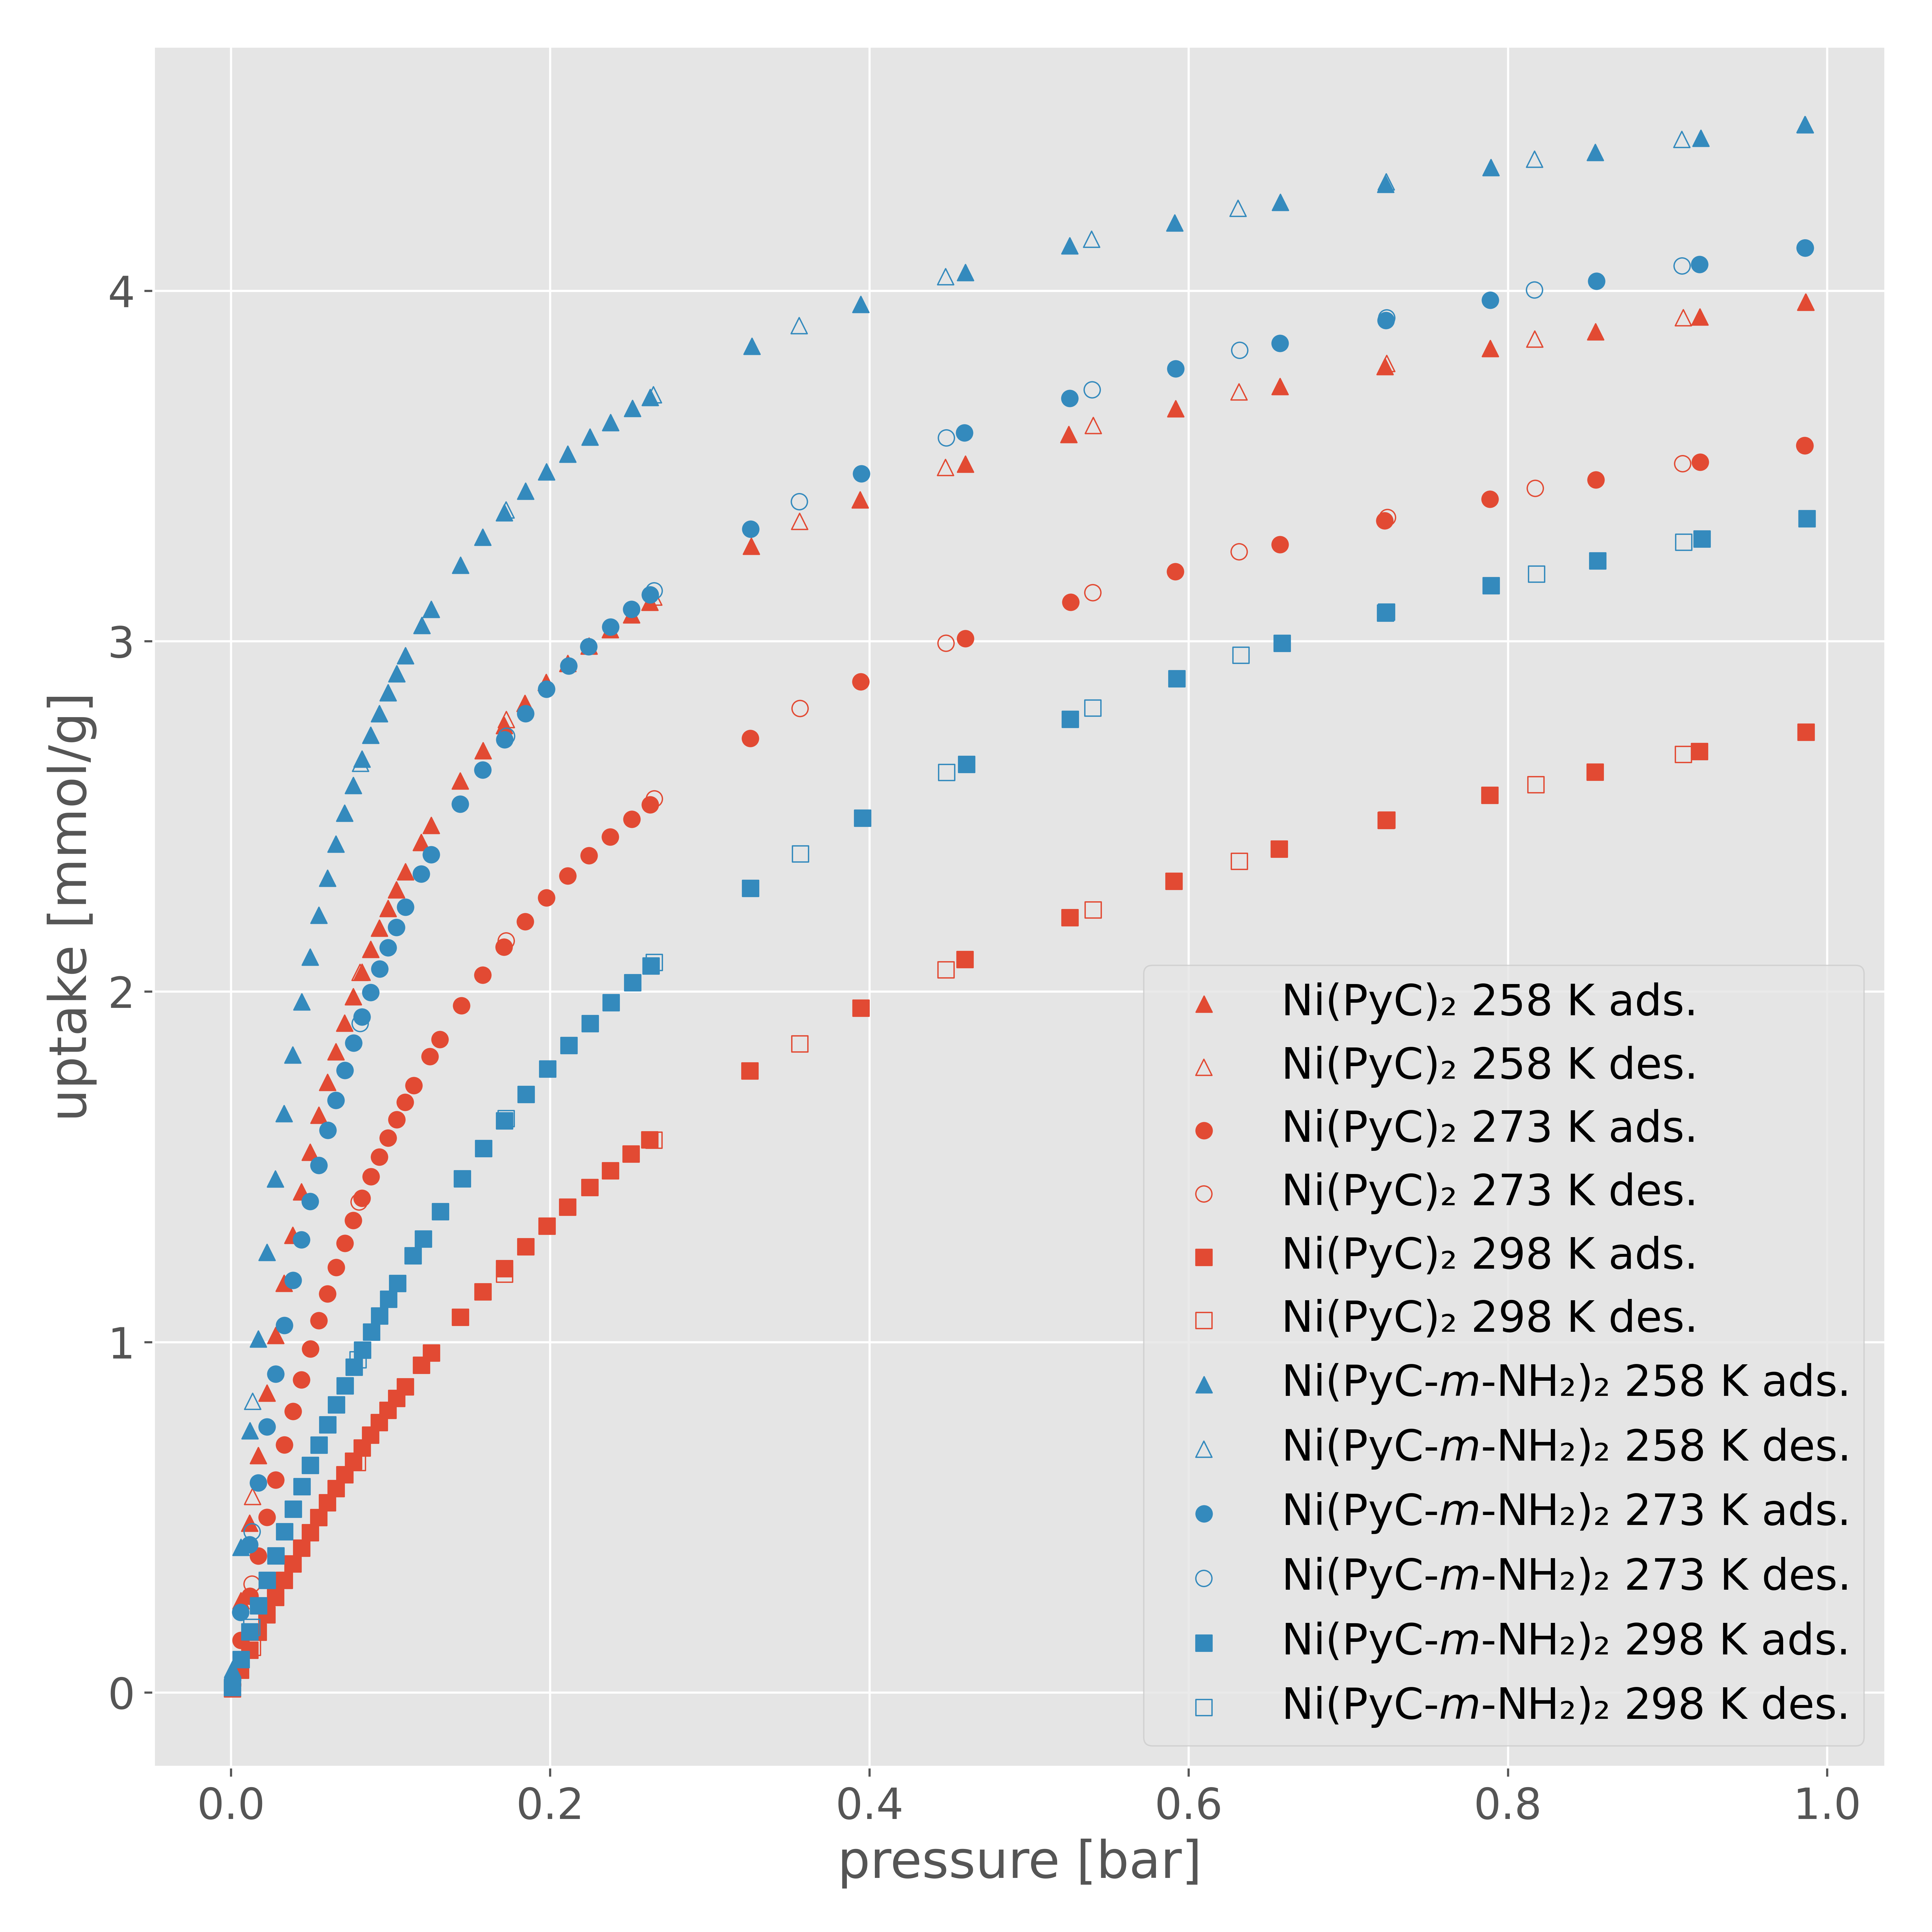 4
3
2
1
0
uptake [mmol/g]
Ni(PyC)₂ 258 K ads.
Ni(PyC)₂ 258 K des.
Ni(PyC)₂ 273 K ads.
Ni(PyC)₂ 273 K des.
Ni(PyC)₂ 298 K ads.
Ni(PyC)₂ 298 K des.
Ni(PyC-m-NH₂)₂ 258 K ads.
Ni(PyC-m-NH₂)₂ 258 K des.
Ni(PyC-m-NH₂)₂ 273 K ads.
Ni(PyC-m-NH₂)₂ 273 K des.
Ni(PyC-m-NH₂)₂ 298 K ads.
Ni(PyC-m-NH₂)₂ 298 K des.
0.0 0.2 0.4 0.6 0.8 1.0
pressure [bar]